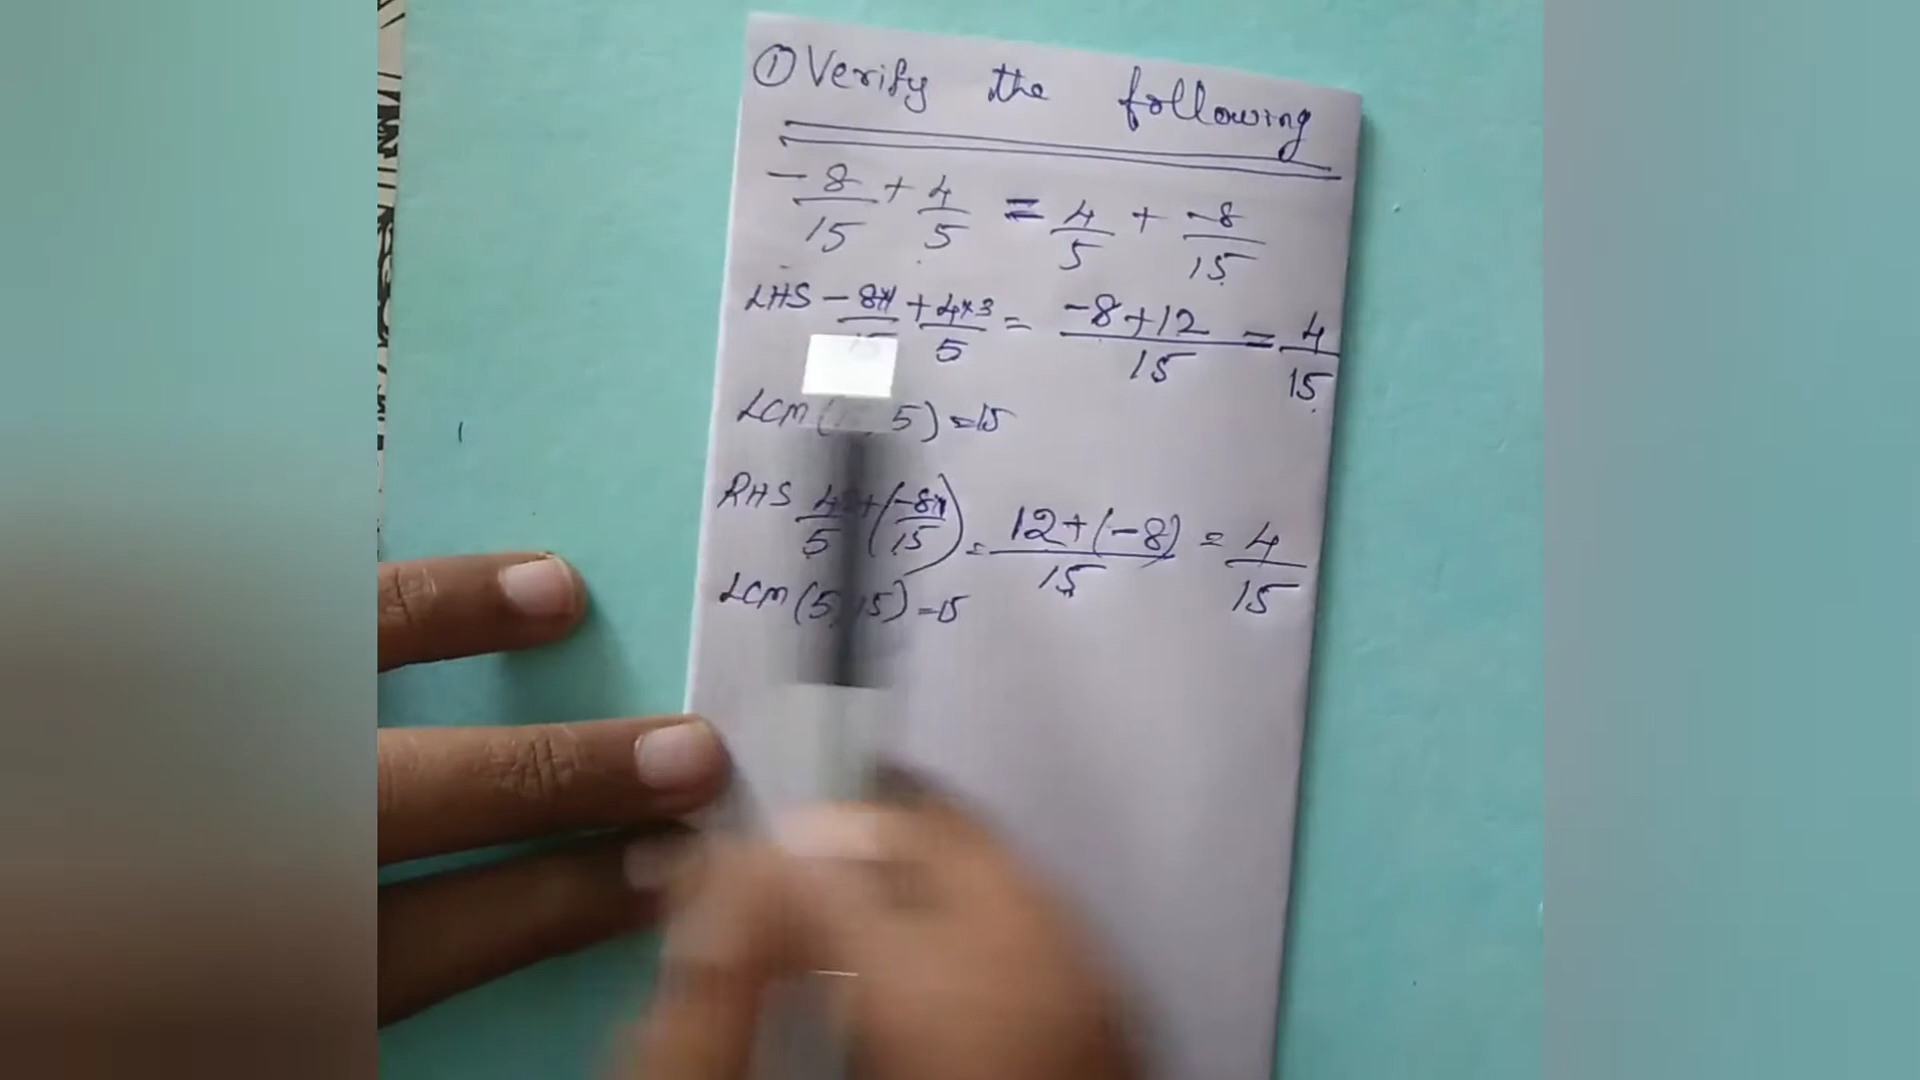 ① Verify the following
-8/15 + 4/5 = 4/5 + -8/15
LHS -8×1/15 + 4×3/5 = -8+12/15 = 4/15
LCM ( 5) =15
RHS 4/5 + (-8×1/15) = 12+(-8)/15 = 4/15
LCM (5, 15) =15